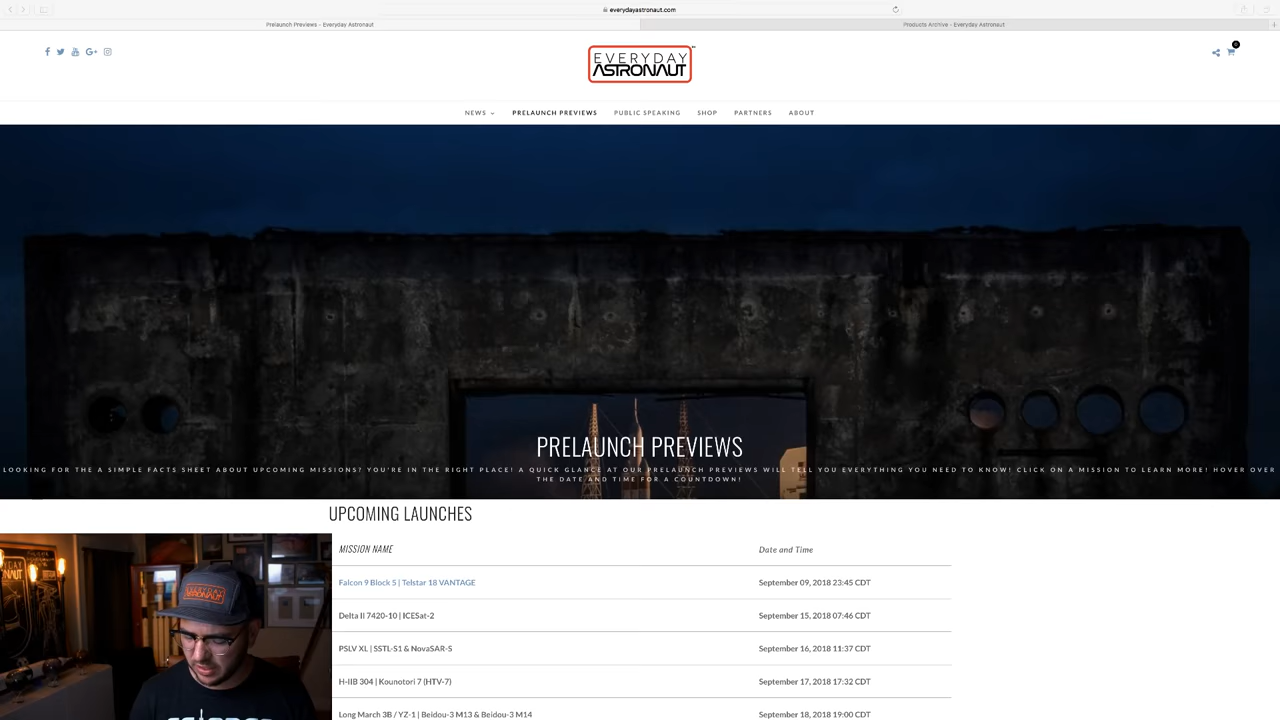 everydayastronaut.com
Prelaunch Previews - Everyday Astronaut
Products Archive - Everyday Astronaut
EVERYDAY
ASTRONAUT
0
NEWS
PRELAUNCH PREVIEWS
PUBLIC SPEAKING
SHOP
PARTNERS
ABOUT
PRELAUNCH PREVIEWS
LOOKING FOR THE A SIMPLE FACTS SHEET ABOUT UPCOMING MISSIONS? YOU'RE IN THE RIGHT PLACE! A QUICK GLANCE AT OUR PRELAUNCH PREVIEWS WILL TELL YOU EVERYTHING YOU NEED TO KNOW! CLICK ON A MISSION TO LEARN MORE! HOVER OVER
THE DATE AND TIME FOR A COUNTDOWN!
UPCOMING LAUNCHES
MISSION NAME Date and Time
Falcon 9 Block 5 | Telstar 18 VANTAGE September 09, 2018 23:45 CDT
Delta II 7420-10 | ICESat-2 September 15, 2018 07:46 CDT
PSLV XL | SSTL-S1 & NovaSAR-S September 16, 2018 11:37 CDT
H-IIB 304 | Kounotori 7 (HTV-7) September 17, 2018 17:32 CDT
Long March 3B / YZ-1 | Beidou-3 M13 & Beidou-3 M14 September 18, 2018 19:00 CDT
EVERYDAY
ASTRONAUT